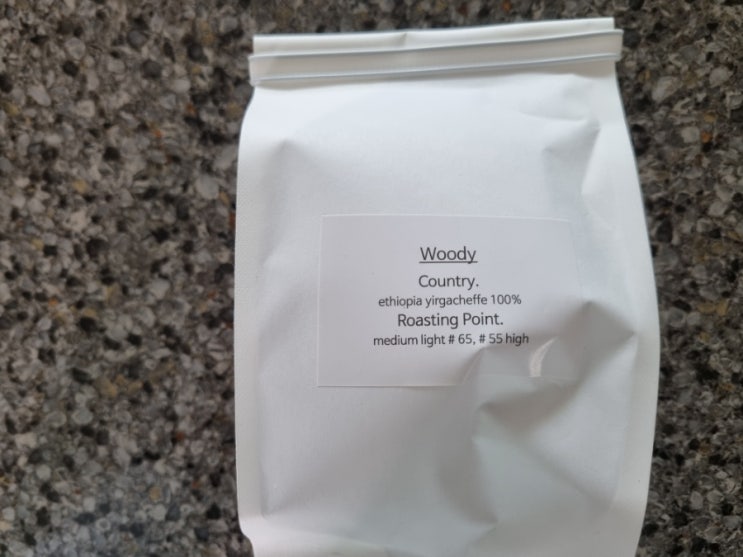 Woody
Country.
ethiopia yirgacheffe 100%
Roasting Point.
medium light # 65, # 55 high